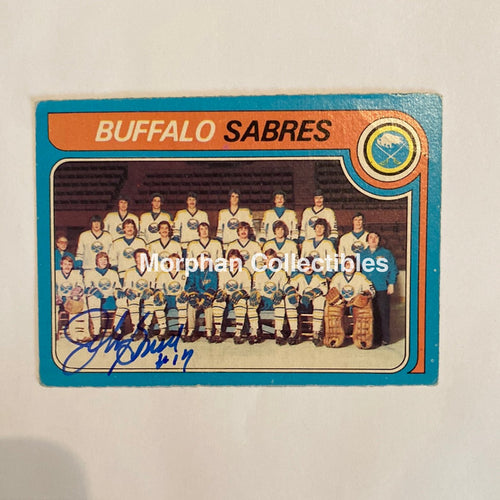 BUFFALO SABRES
Morphan Collectibles
#17